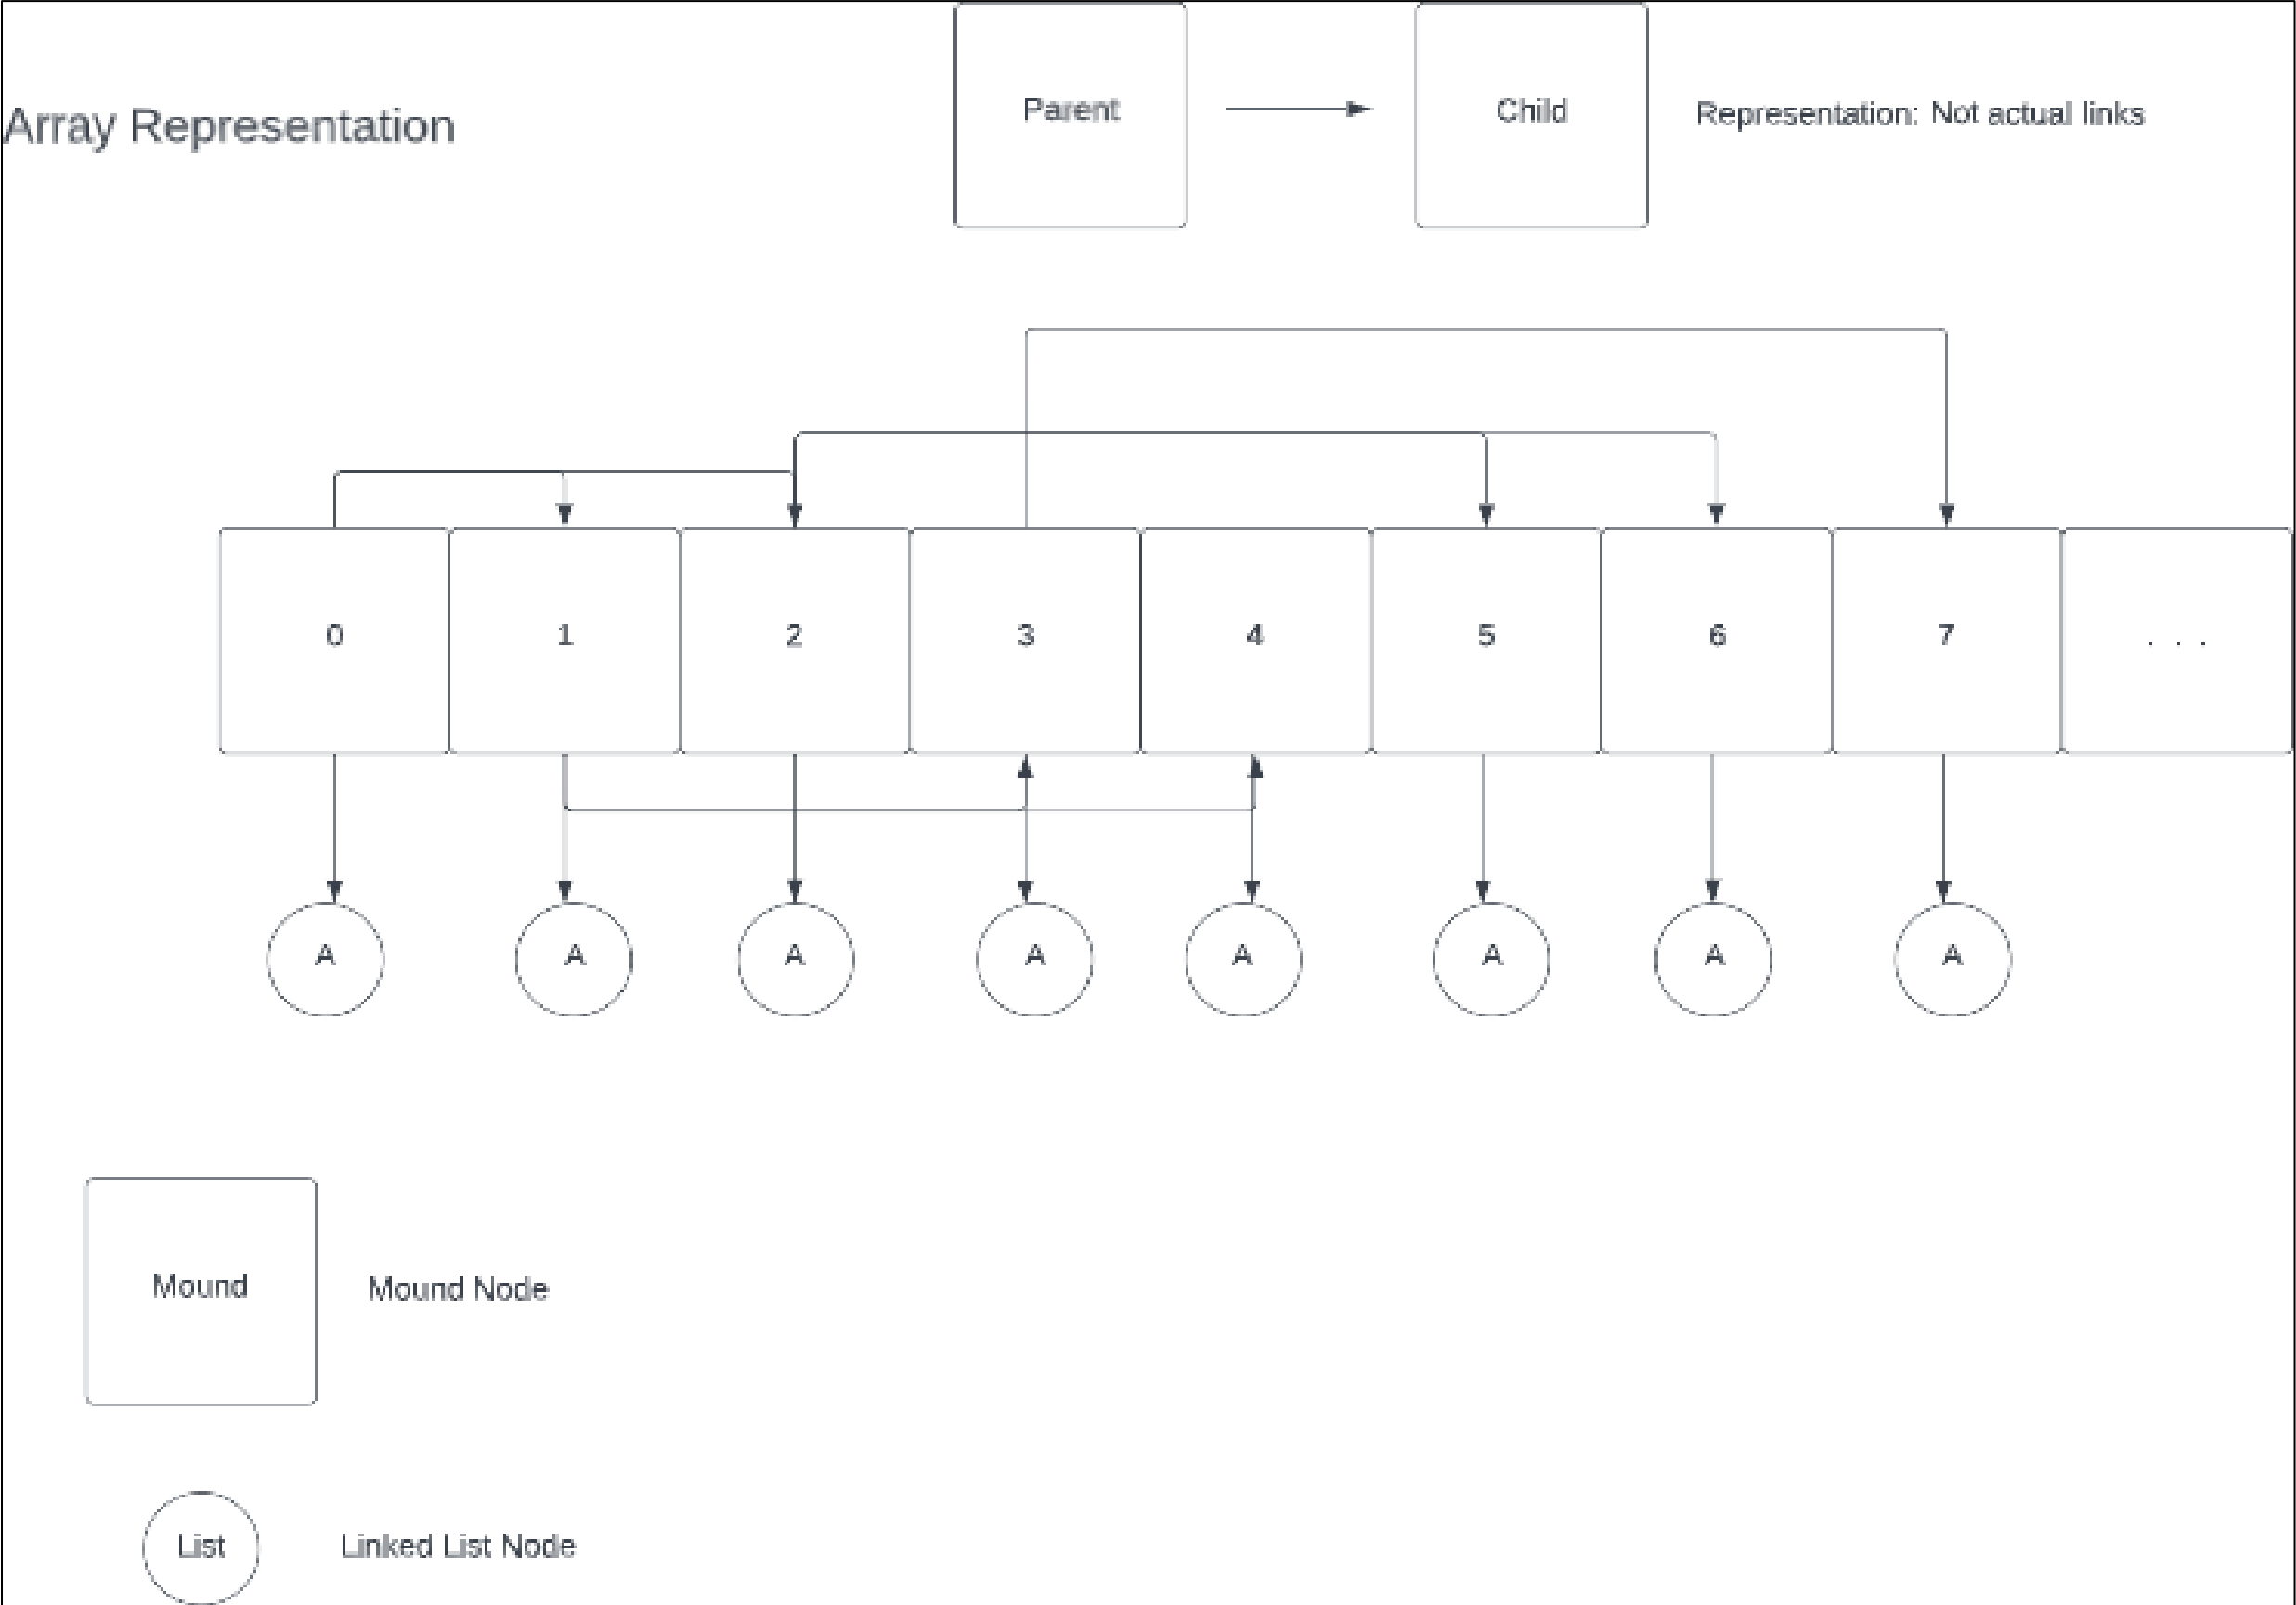 Array Representation
Parent
Child
Representation: Not actual links
0 1 2 3 4 5 6 7 . . .
A A A A A A A A
Mound
Mound Node
List
Linked List Node